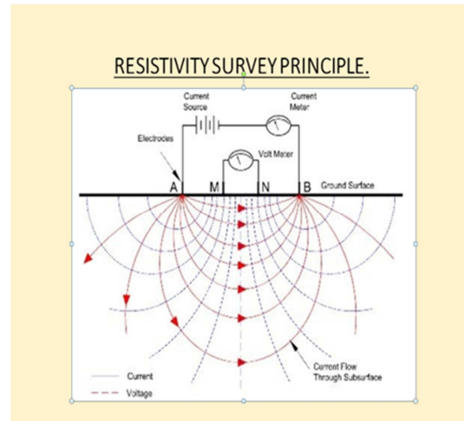 RESISTIVITY SURVEY PRINCIPLE.
Current
Source
Current
Meter
Electrodes
Volt Meter
A M N B Ground Surface
Current Flow
Through Subsurface
Current
Voltage